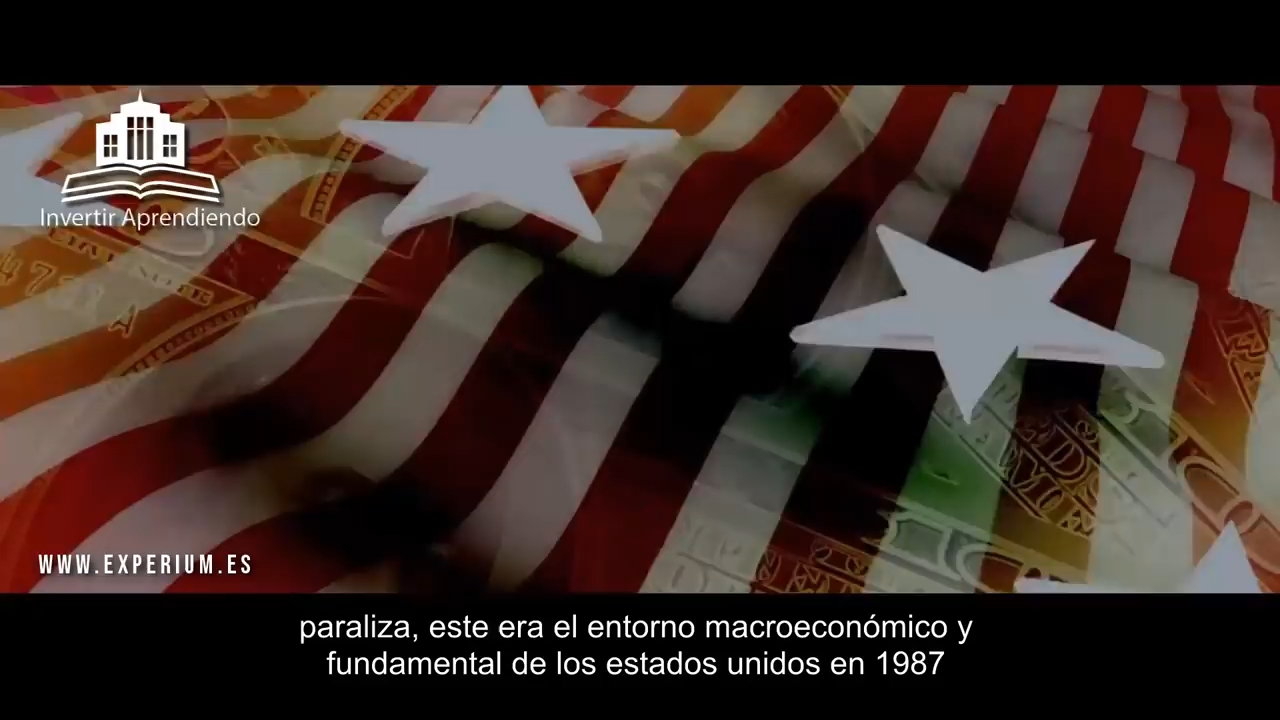 Invertir Aprendiendo
WWW.EXPERIUM.ES
paraliza, este era el entorno macroeconómico y
fundamental de los estados unidos en 1987